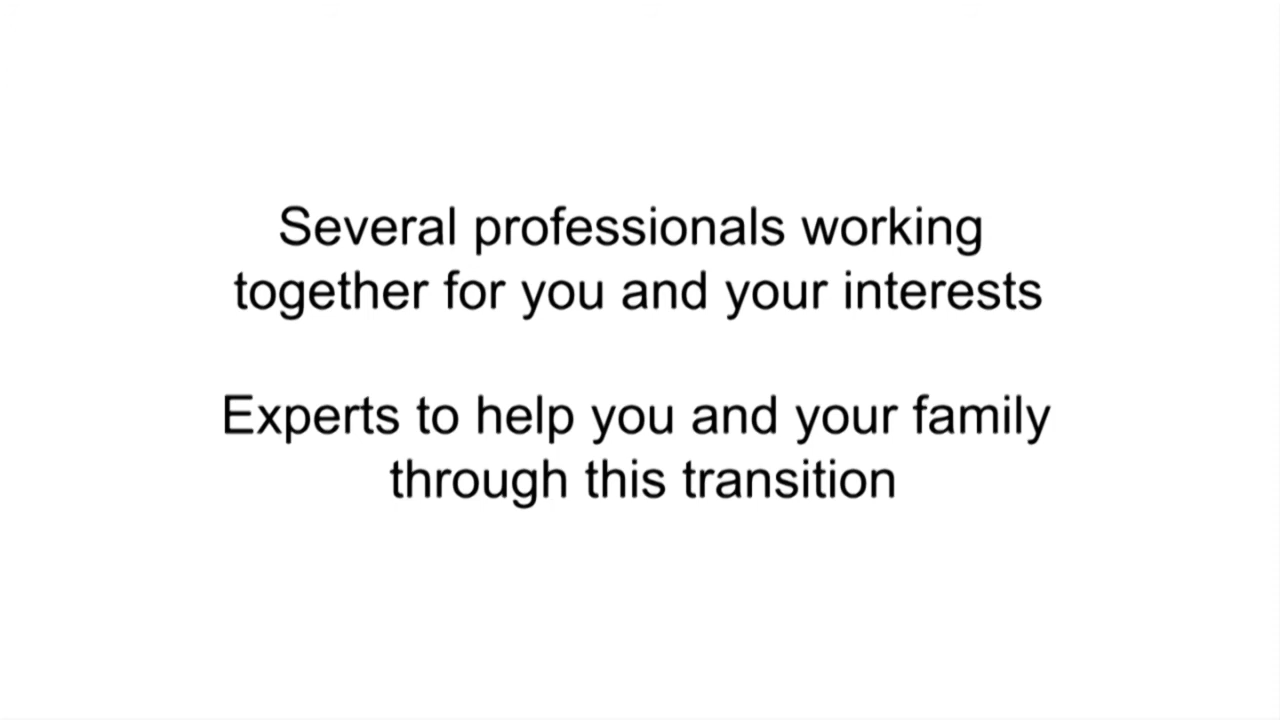 Several professionals working
together for you and your interests
Experts to help you and your family
through this transition